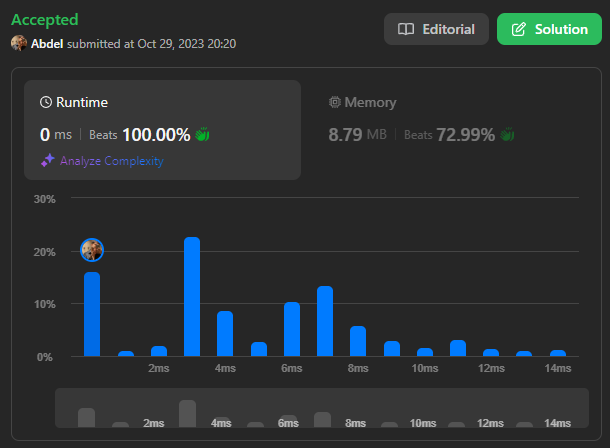 Accepted
Abdel submitted at Oct 29, 2023 20:20
Editorial
Solution
Runtime
0 ms | Beats 100.00%
Analyze Complexity
Memory
8.79 MB | Beats 72.99%
30%
20%
10%
0%
2ms 4ms 6ms 8ms 10ms 12ms 14ms
2ms 4ms 6ms 8ms 10ms 12ms 14ms